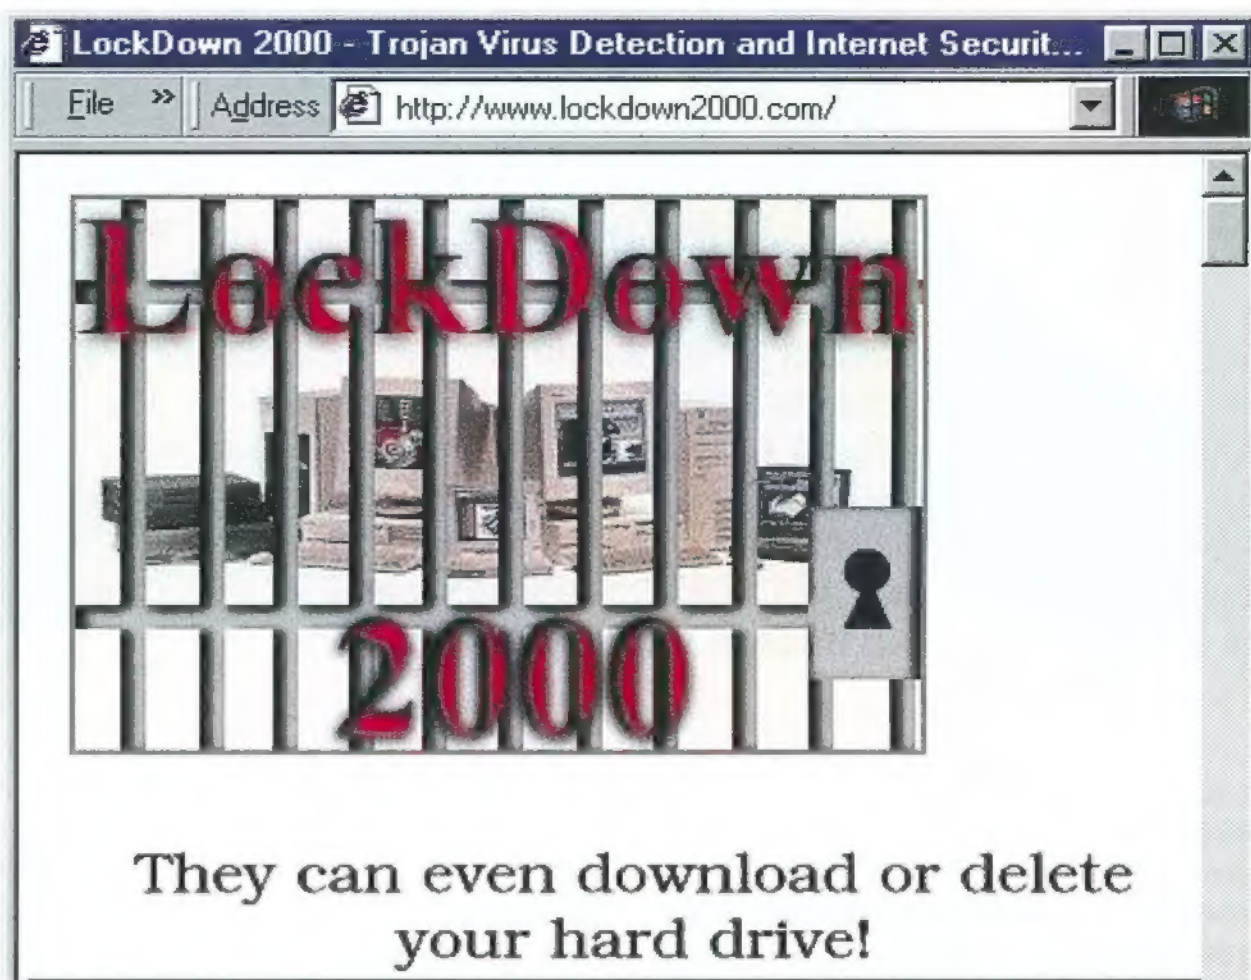 LockDown 2000 - Trojan Virus Detection and Internet Securit...
File » Address http://www.lockdown2000.com/
LockDown
2000
They can even download or delete
your hard drive!